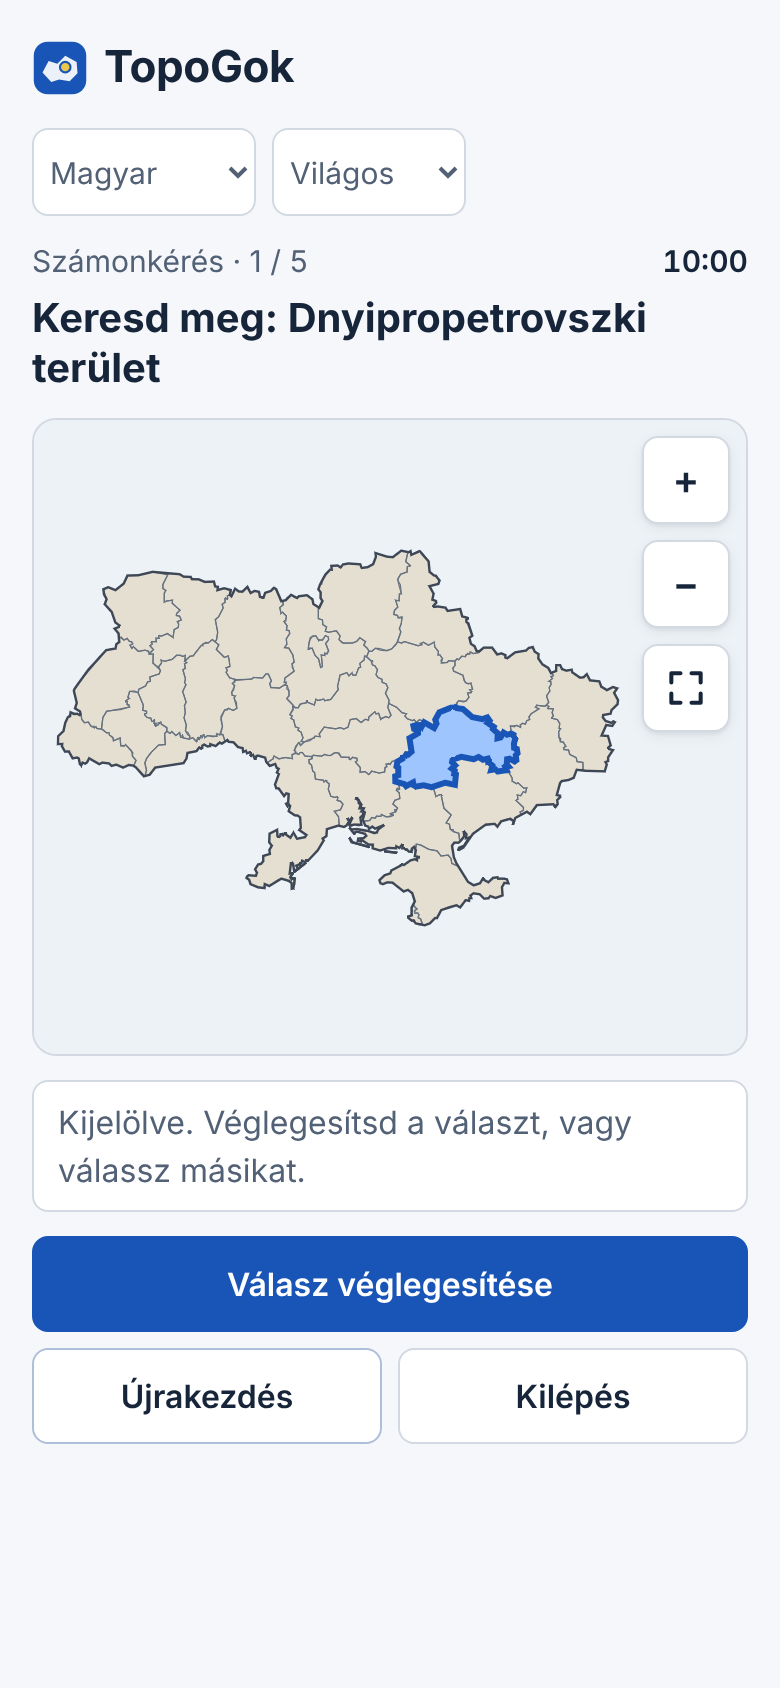 TopoGok
Magyar
Világos
Számonkérés · 1 / 5
10:00
Keresd meg: Dnyipropetrovszki
terület
+
−
Kijelölve. Véglegesítsd a választ, vagy
válassz másikat.
Válasz véglegesítése
Újrakezdés
Kilépés